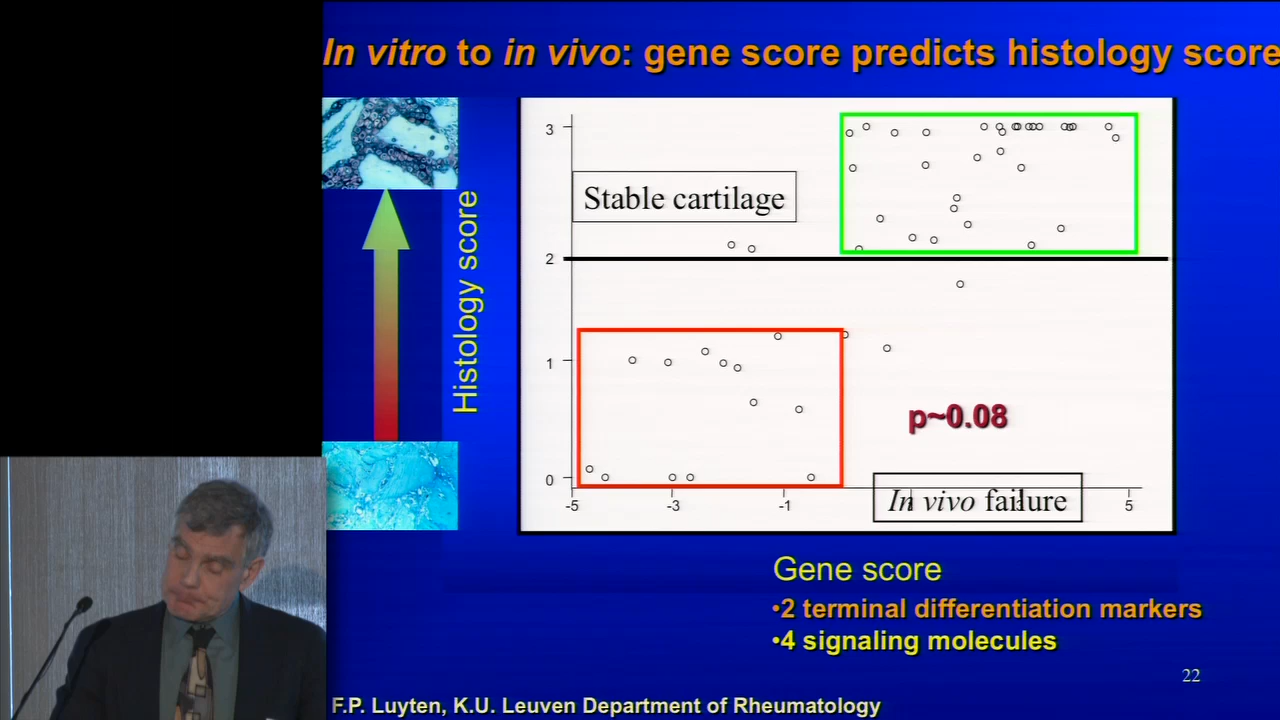 In vitro to in vivo: gene score predicts histology score
Histology score
3
2
1
0
Stable cartilage
p~0.08
In vivo failure
-5
-3
-1
5
Gene score
•2 terminal differentiation markers
•4 signaling molecules
22
F.P. Luyten, K.U. Leuven Department of Rheumatology